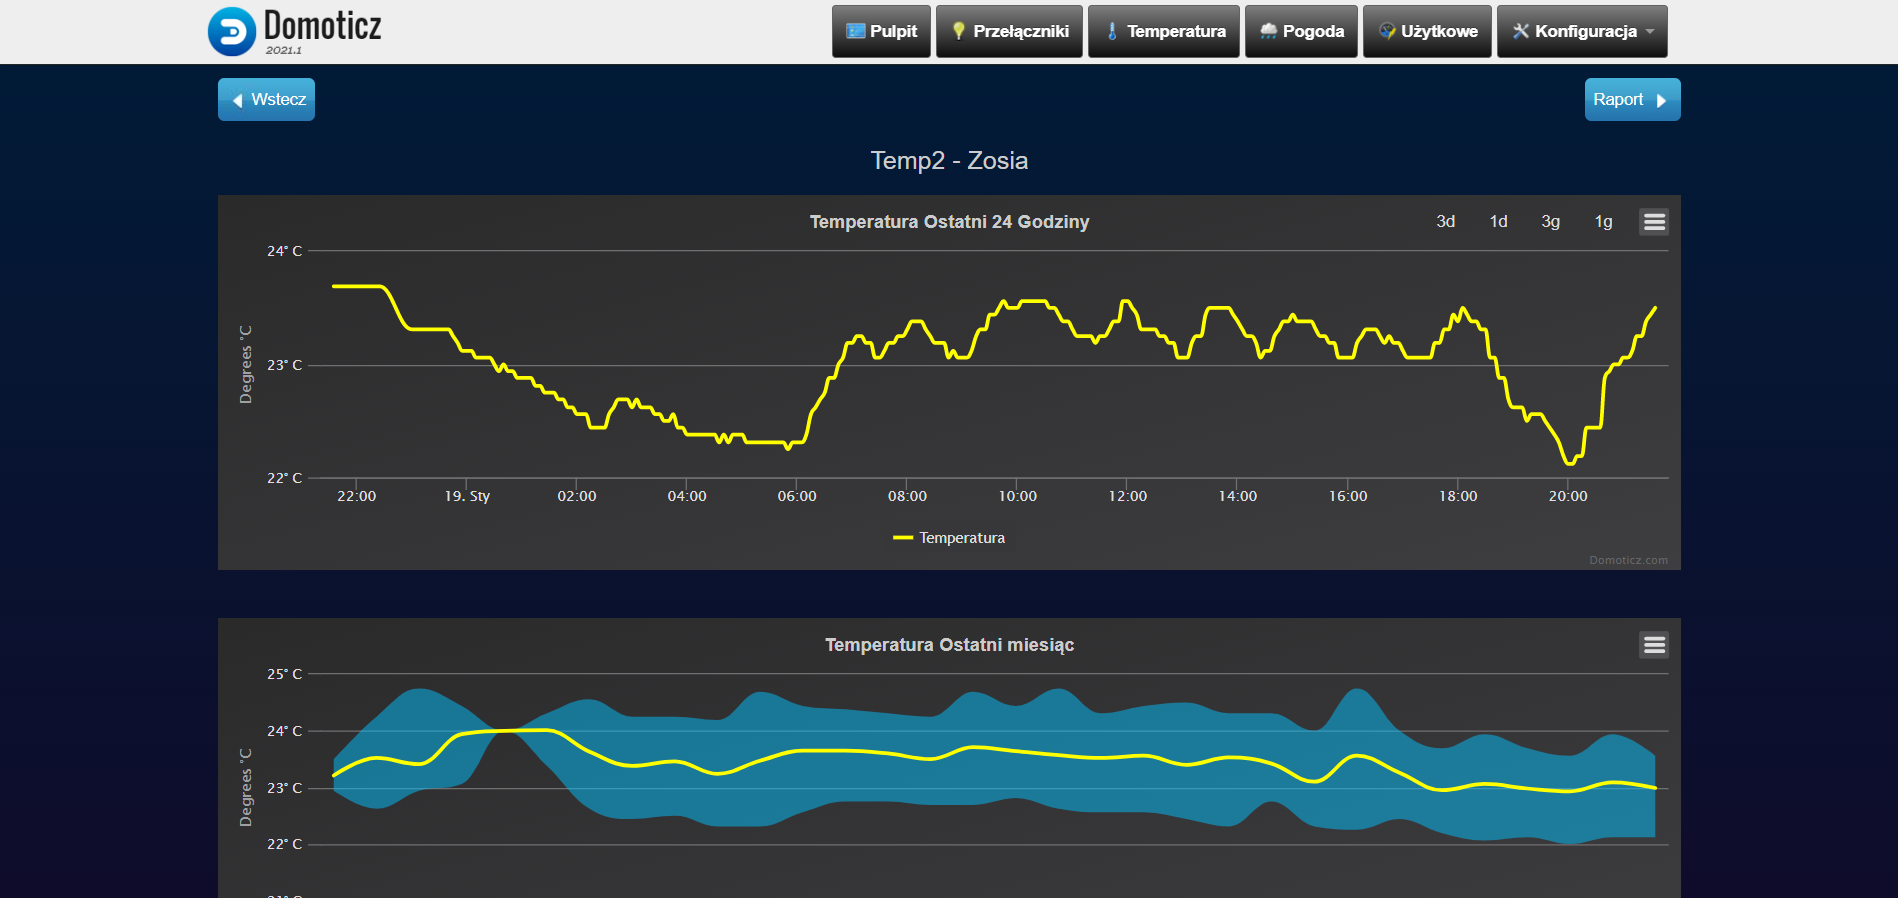 Domoticz
2021.1
Pulpit Przełączniki Temperatura Pogoda Użytkowe Konfiguracja
Wstecz
Raport
Temp2 - Zosia
Temperatura Ostatni 24 Godziny
3d 1d 3g 1g
24° C
23° C
22° C
Degrees °C
22:00 19. Sty 02:00 04:00 06:00 08:00 10:00 12:00 14:00 16:00 18:00 20:00
Temperatura
Domoticz.com
Temperatura Ostatni miesiąc
25° C
24° C
23° C
22° C
Degrees °C